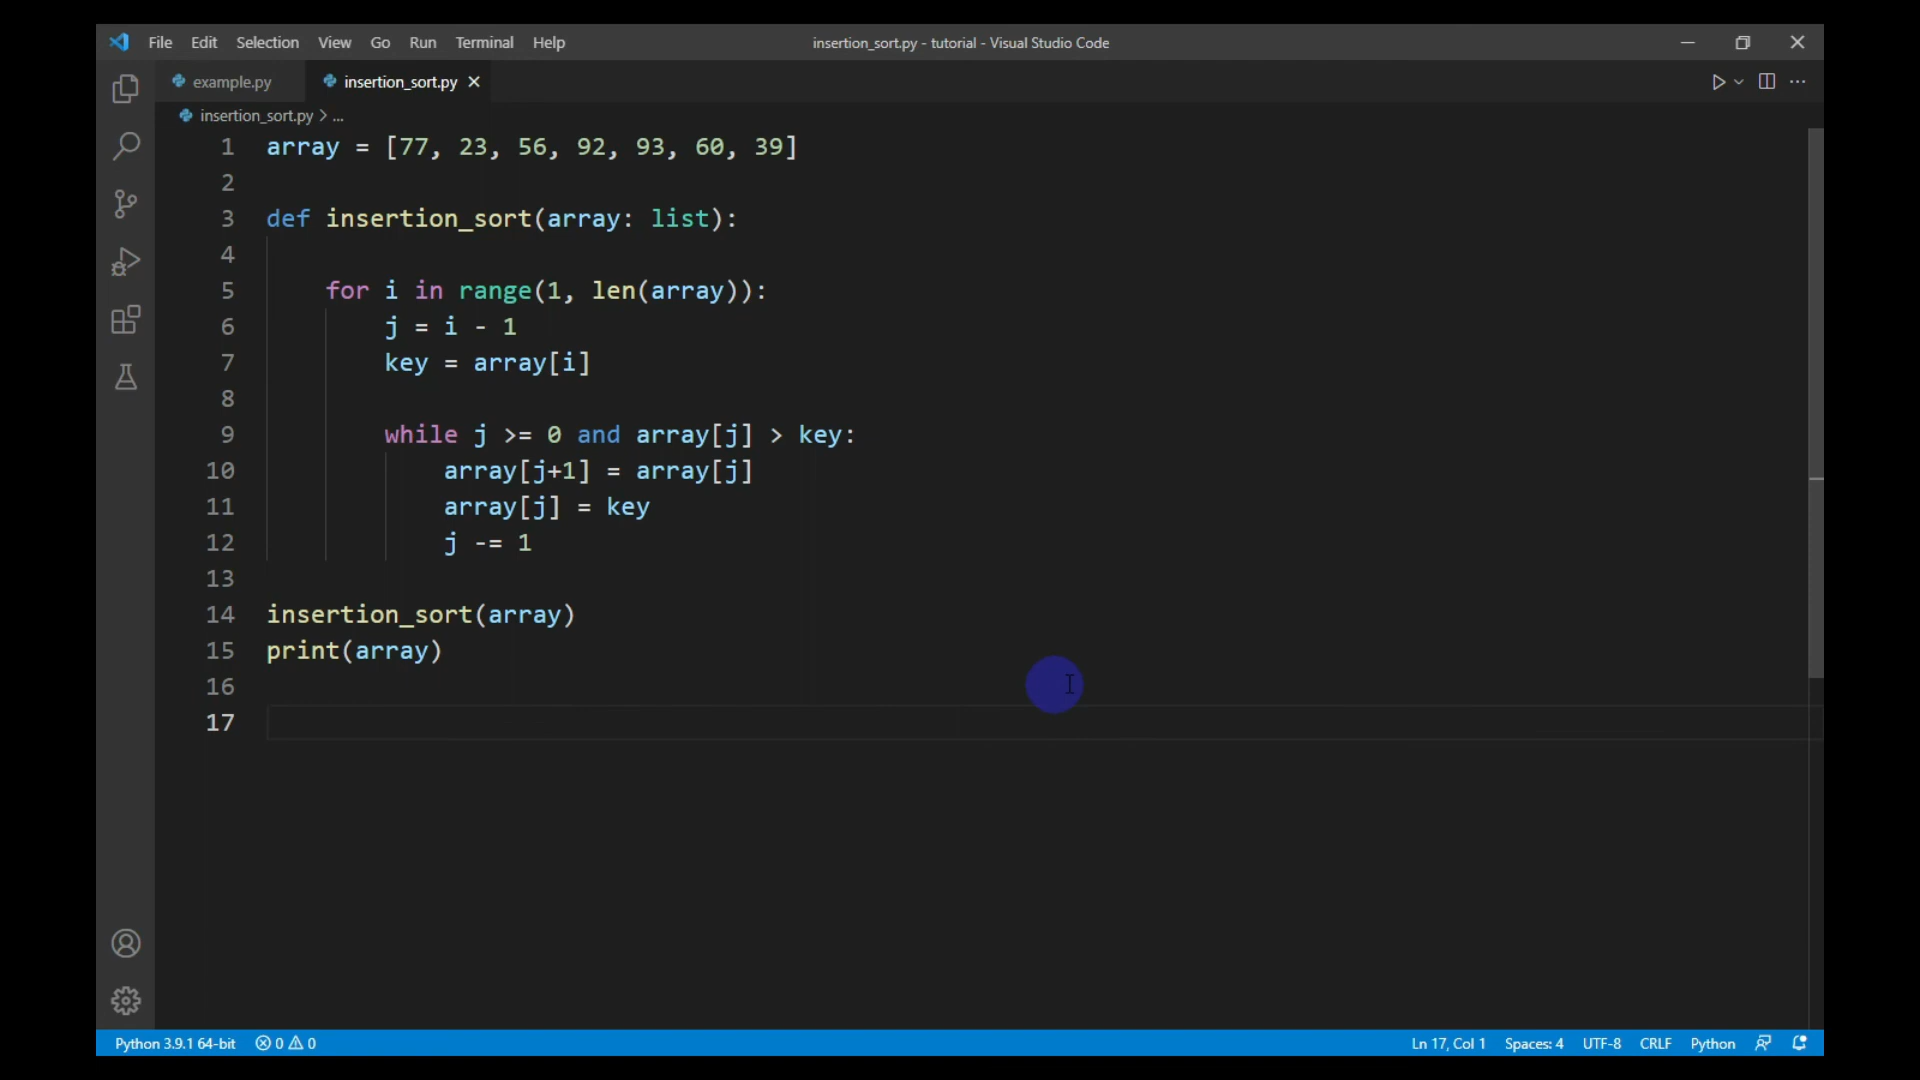 File Edit Selection View Go Run Terminal Help insertion_sort.py - tutorial - Visual Studio Code
example.py insertion_sort.py
insertion_sort.py > ...
1 array = [77, 23, 56, 92, 93, 60, 39]
2
3 def insertion_sort(array: list):
4
5     for i in range(1, len(array)):
6         j = i - 1
7         key = array[i]
8
9         while j >= 0 and array[j] > key:
10             array[j+1] = array[j]
11             array[j] = key
12             j -= 1
13
14 insertion_sort(array)
15 print(array)
16
17
Python 3.9.1 64-bit 0 0 Ln 17, Col 1 Spaces: 4 UTF-8 CRLF Python